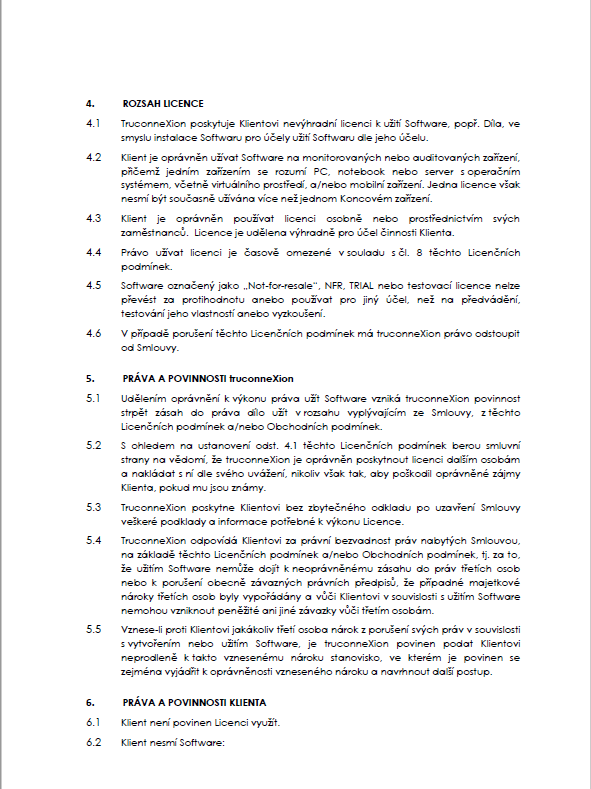 4. ROZSAH LICENCE
4.1 TruconneXion poskytuje Klientovi nevýhradní licenci k užití Software, popř. Díla, ve
smyslu instalace Softwaru pro účely užití Softwaru dle jeho účelu.
4.2 Klient je oprávněn užívat Software na monitorovaných nebo auditovaných zařízení,
přičemž jedním zařízením se rozumí PC, notebook nebo server s operačním
systémem, včetně virtuálního prostředí, a/nebo mobilní zařízení. Jedna licence však
nesmí být současně užívána více než jednom Koncovém zařízení.
4.3 Klient je oprávněn používat licenci osobně nebo prostřednictvím svých
zaměstnanců. Licence je udělena výhradně pro účel činnosti Klienta.
4.4 Právo užívat licenci je časově omezené v souladu s čl. 8 těchto Licenčních
podmínek.
4.5 Software označený jako „Not-for-resale“, NFR, TRIAL nebo testovací licence nelze
převést za protihodnotu anebo používat pro jiný účel, než na předvádění,
testování jeho vlastností anebo vyzkoušení.
4.6 V případě porušení těchto Licenčních podmínek má truconneXion právo odstoupit
od Smlouvy.
5. PRÁVA A POVINNOSTI truconneXion
5.1 Udělením oprávnění k výkonu práva užít Software vzniká truconneXion povinnost
strpět zásah do práva dílo užít v rozsahu vyplývajícím ze Smlouvy, z těchto
Licenčních podmínek a/nebo Obchodních podmínek.
5.2 S ohledem na ustanovení odst. 4.1 těchto Licenčních podmínek berou smluvní
strany na vědomí, že truconneXion je oprávněn poskytnout licenci dalším osobám
a nakládat s ní dle svého uvážení, nikoliv však tak, aby poškodil oprávněné zájmy
Klienta, pokud mu jsou známy.
5.3 TruconneXion poskytne Klientovi bez zbytečného odkladu po uzavření Smlouvy
veškeré podklady a informace potřebné k výkonu Licence.
5.4 TruconneXion odpovídá Klientovi za právní bezvadnost práv nabytých Smlouvou,
na základě těchto Licenčních podmínek a/nebo Obchodních podmínek, tj. za to,
že užitím Software nemůže dojít k neoprávněnému zásahu do práv třetích osob
nebo k porušení obecně závazných právních předpisů, že případné majetkové
nároky třetích osob byly vypořádány a vůči Klientovi v souvislosti s užitím Software
nemohou vzniknout peněžité ani jiné závazky vůči třetím osobám.
5.5 Vznese-li proti Klientovi jakákoliv třetí osoba nárok z porušení svých práv v souvislosti
s vytvořením nebo užitím Software, je truconneXion povinen podat Klientovi
neprodleně k takto vznesenému nároku stanovisko, ve kterém je povinen se
zejména vyjádřit k oprávněnosti vzneseného nároku a navrhnout další postup.
6. PRÁVA A POVINNOSTI KLIENTA
6.1 Klient není povinen Licenci využít.
6.2 Klient nesmí Software: